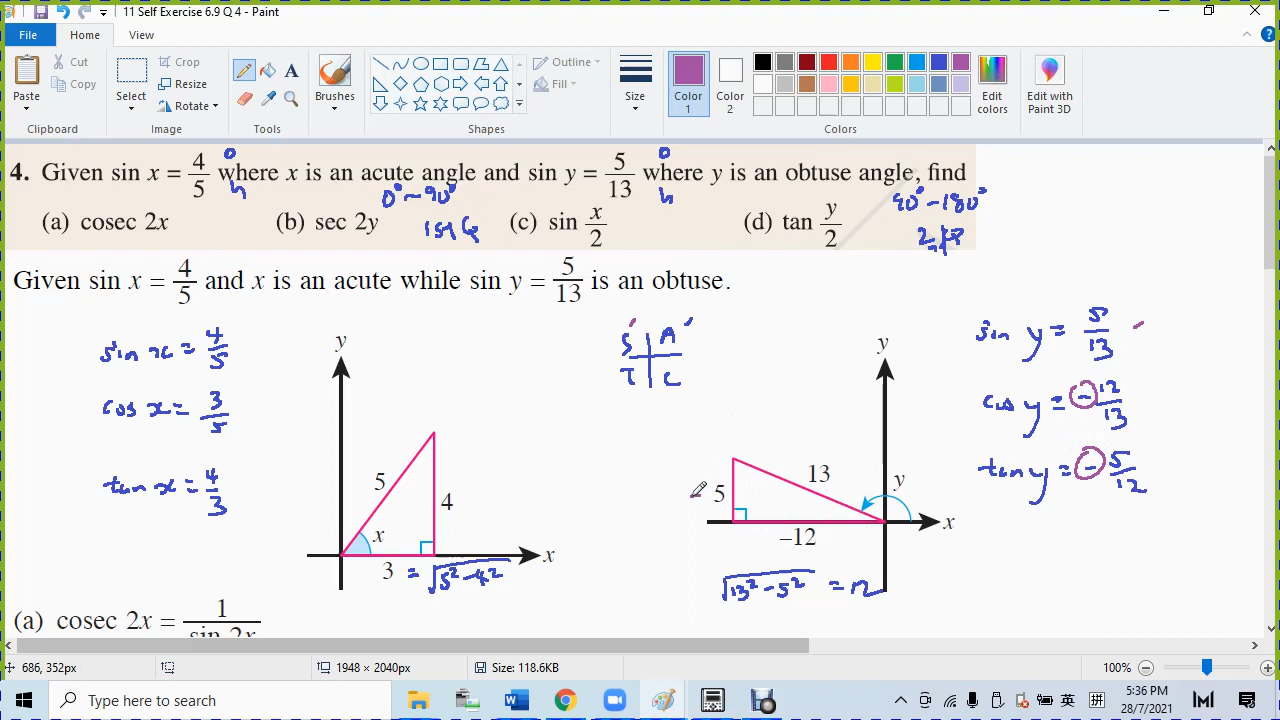 11 Self Exercise 6.9 Q 4 - Paint
File Home View
Paste Cut Copy Clipboard
Select Crop Resize Rotate Image
Tools
Brushes
Outline Fill Shapes
Size
Color 1 Color 2 Edit colors Colors
Edit with Paint 3D
4. Given sin x = 4/5 where x is an acute angle and sin y = 5/13 where y is an obtuse angle, find
o h 0° ~ 90° o h 90° ~ 180°
(a) cosec 2x (b) sec 2y (c) sin x/2 (d) tan y/2
1st Q
Given sin x = 4/5 and x is an acute while sin y = 5/13 is an obtuse.
sin x = 4/5
cos x = 3/5
tan x = 4/3
y
5
4
x
x
3 = √5² - 4²
S A
T C
y
13
5
y
x
-12
√13² - 5² = 12
sin y = 5/13
cos y = -12/13
tan y = -5/12
(a) cosec 2x = 1/sin 2x
686, 352px 1948 × 2040px Size: 118.6KB 100%
Type here to search
英 拼 5:36 PM
28/7/2021